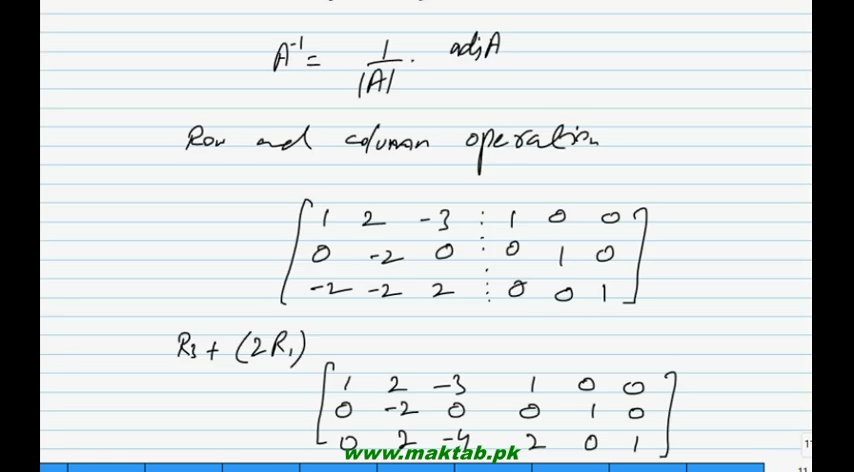 A⁻¹ = 1/|A| . adjA
Row and column operation
[ 1 2 -3 : 1 0 0 ]
[ 0 -2 0 : 0 1 0 ]
[ -2 -2 2 : 0 0 1 ]
R₃ + (2R₁)
[ 1 2 -3 1 0 0 ]
[ 0 -2 0 0 1 0 ]
[ 0 2 -4 2 0 1 ]
www.maktab.pk